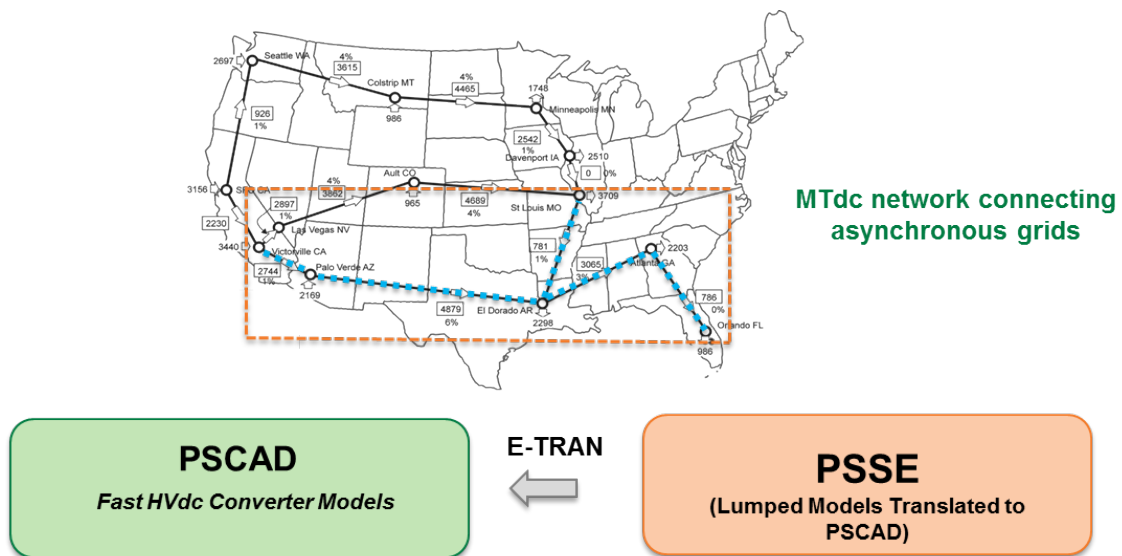 Seattle WA
2697
4%
3615
Colstrip MT
4%
4465
1748
Minneapolis MN
986
926
1%
2542
1%
Davenport IA
2510
0 0%
Ault CO
4%
3862
3156
965
4689
4%
3709
St Louis MO
2897
1%
Las Vegas NV
2230
3440
Victorville CA
2744
1%
Palo Verde AZ
2169
781
1%
3065
3%
2203
Atlanta GA
4879
6%
El Dorado AR
2298
786
0%
Orlando FL
986
MTdc network connecting
asynchronous grids
PSCAD
Fast HVdc Converter Models
E-TRAN
PSSE
(Lumped Models Translated to
PSCAD)